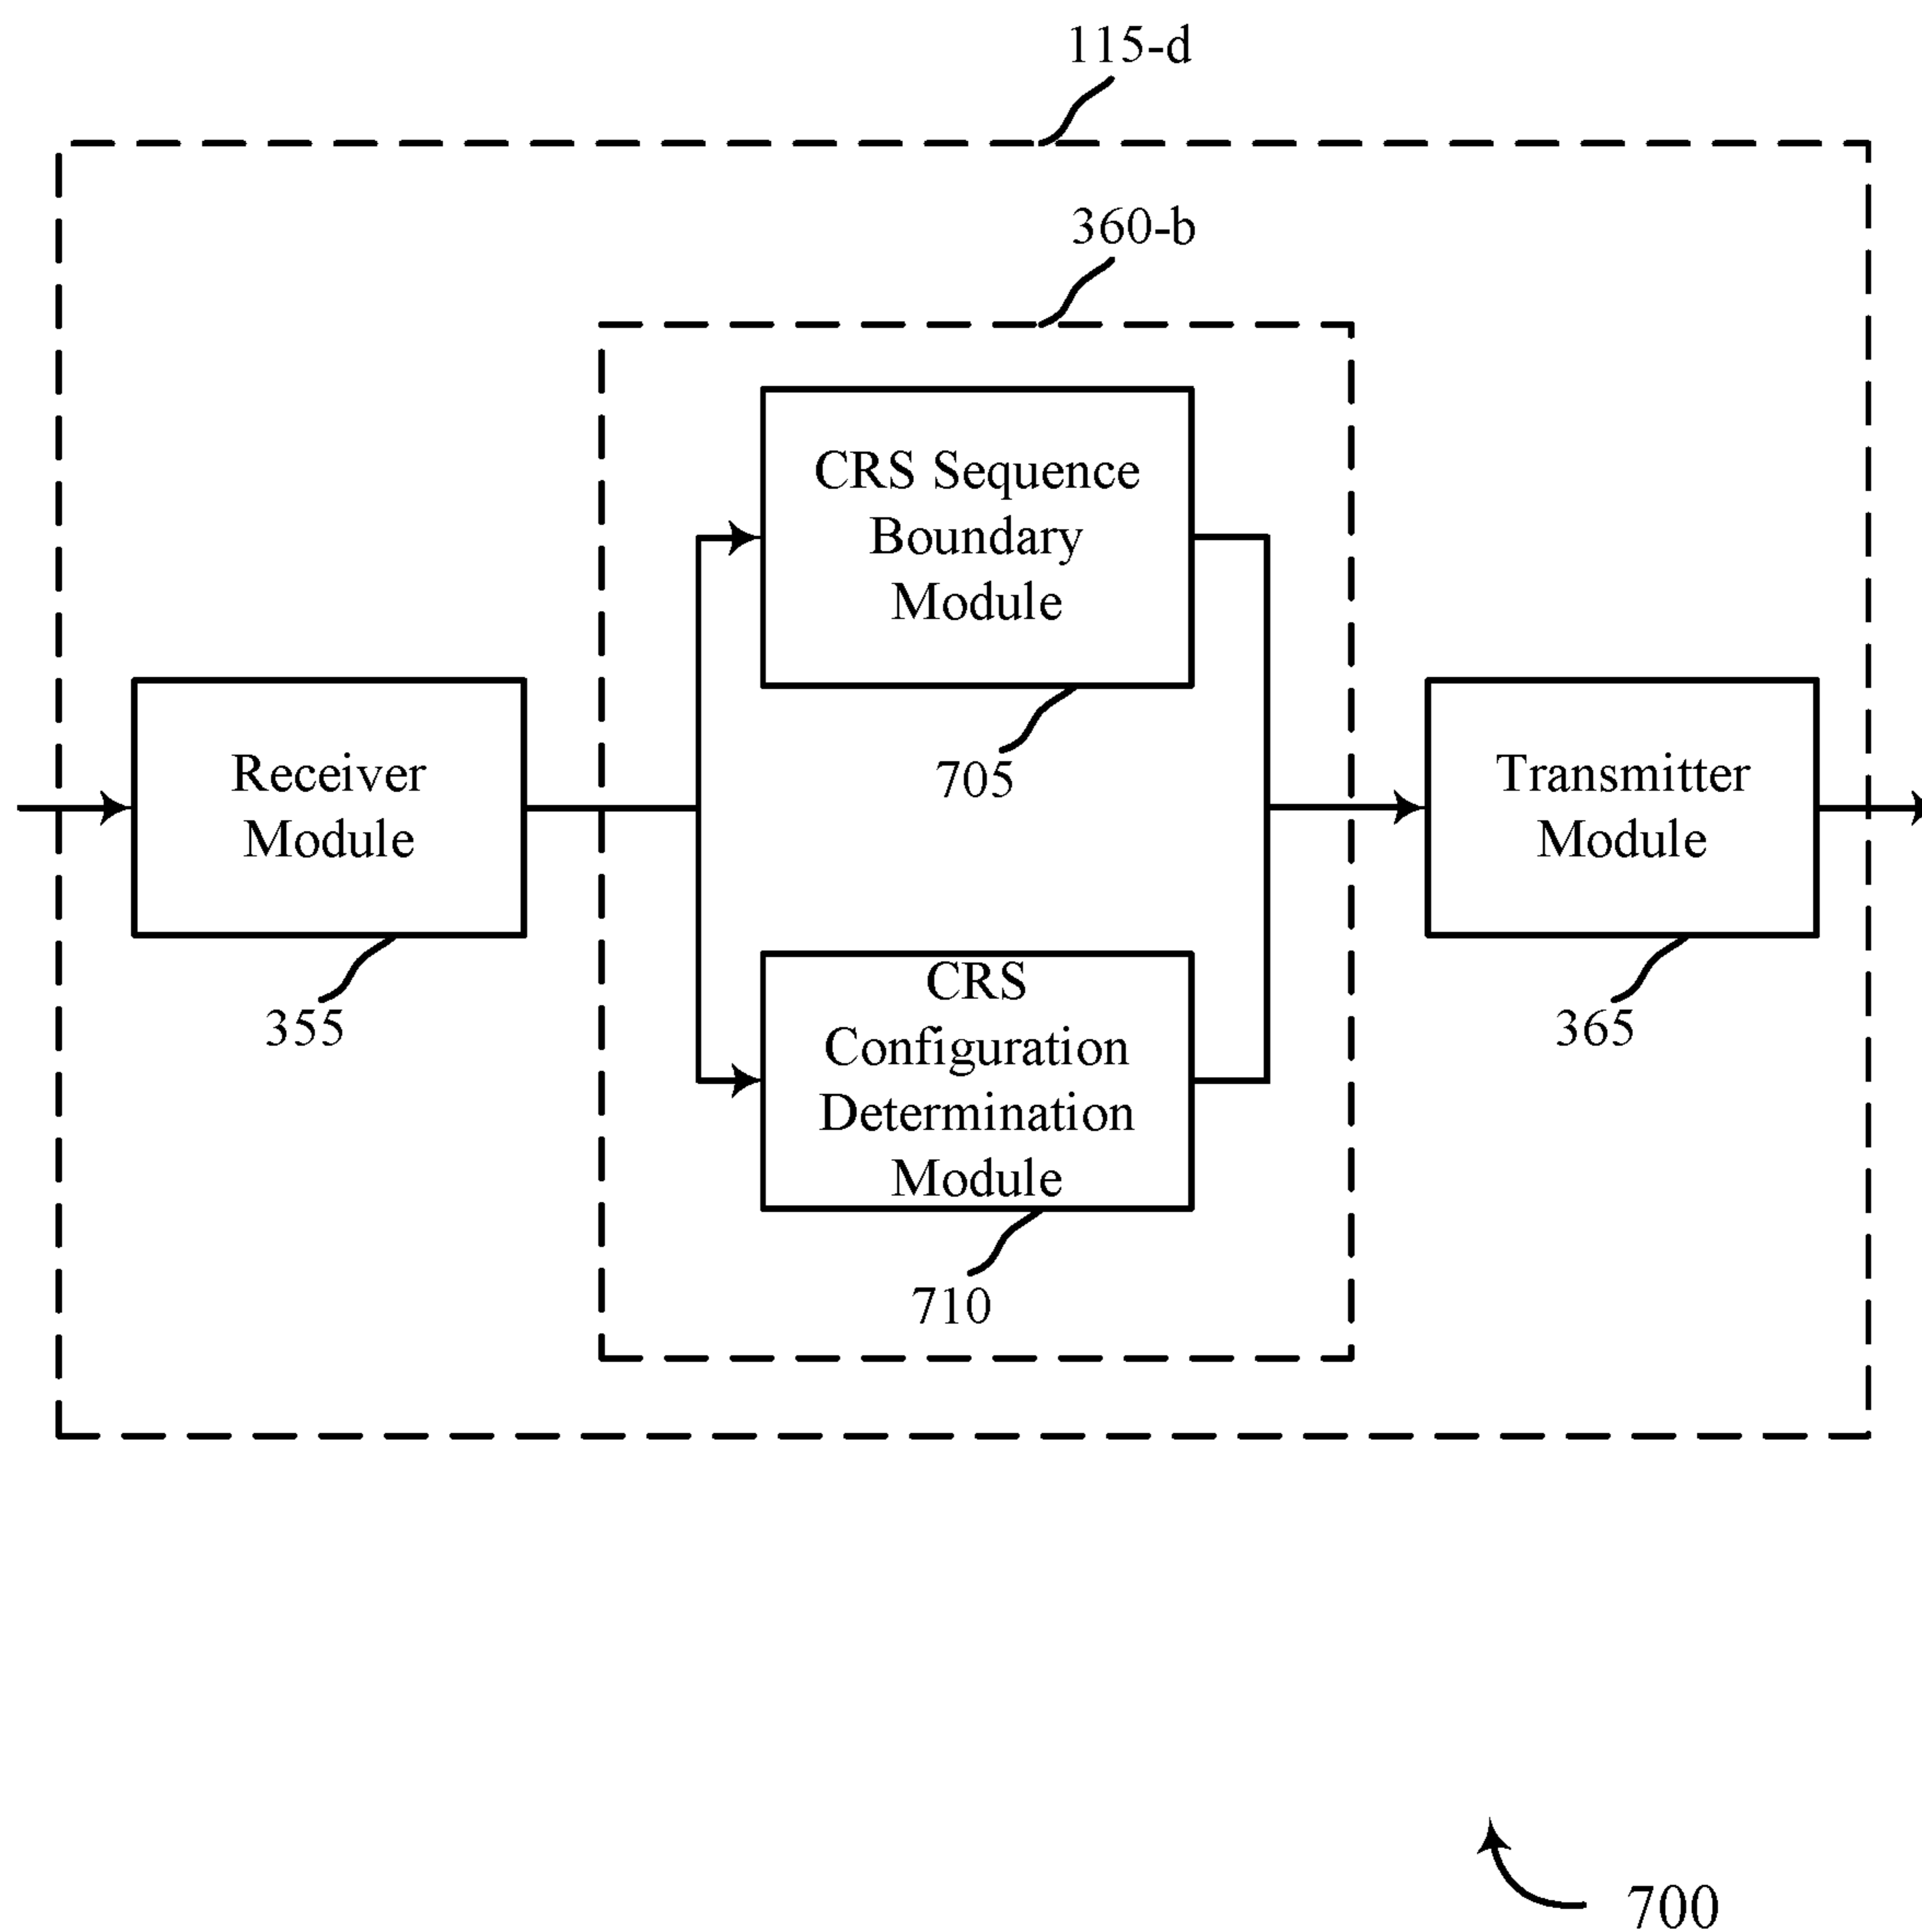 115-d
360-b
CRS Sequence
Boundary
Module
705
Receiver
Module
355
Transmitter
Module
365
CRS
Configuration
Determination
Module
710
700